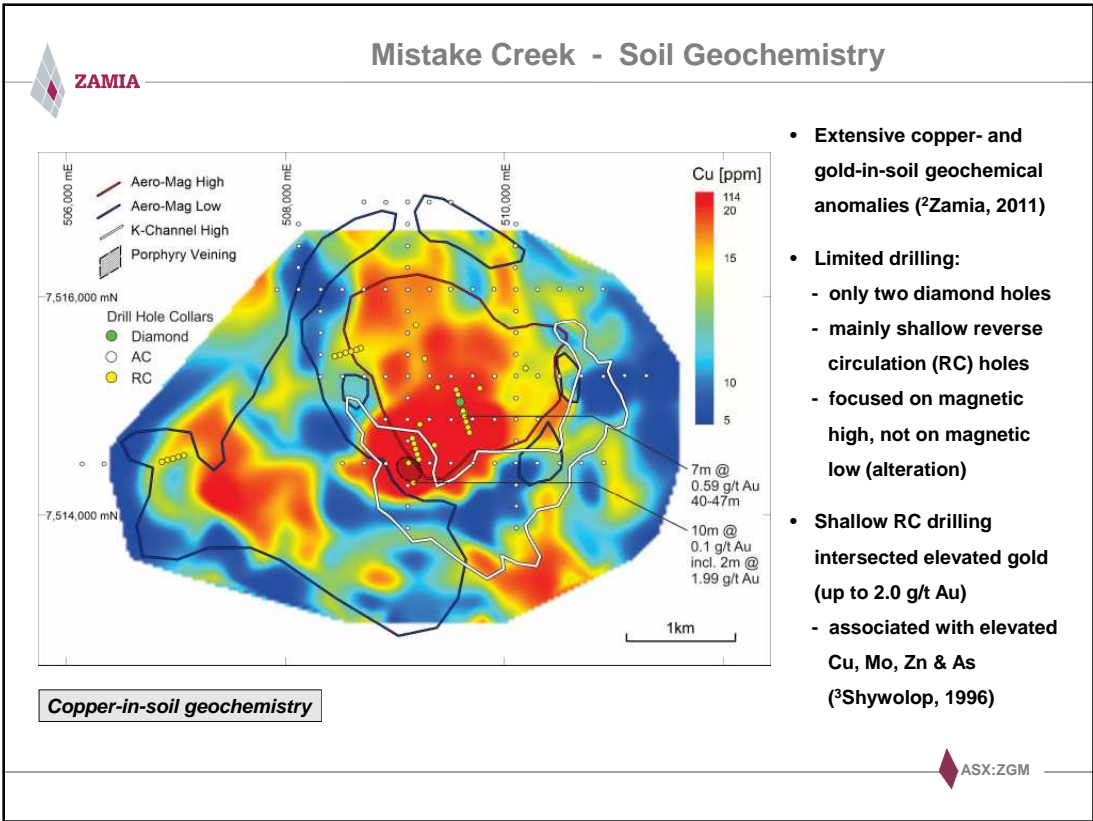 Mistake Creek - Soil Geochemistry
ZAMIA
506,000 mE
508,000 mE
510,000 mE
Aero-Mag High
Aero-Mag Low
K-Channel High
Porphyry Veining
7,516,000 mN
Drill Hole Collars
Diamond
AC
RC
7,514,000 mN
Cu [ppm]
114
20
15
10
5
7m @
0.59 g/t Au
40-47m
10m @
0.1 g/t Au
incl. 2m @
1.99 g/t Au
1km
Copper-in-soil geochemistry
• Extensive copper- and
gold-in-soil geochemical
anomalies (²Zamia, 2011)
• Limited drilling:
- only two diamond holes
- mainly shallow reverse
circulation (RC) holes
- focused on magnetic
high, not on magnetic
low (alteration)
• Shallow RC drilling
intersected elevated gold
(up to 2.0 g/t Au)
- associated with elevated
Cu, Mo, Zn & As
(³Shywolop, 1996)
ASX:ZGM